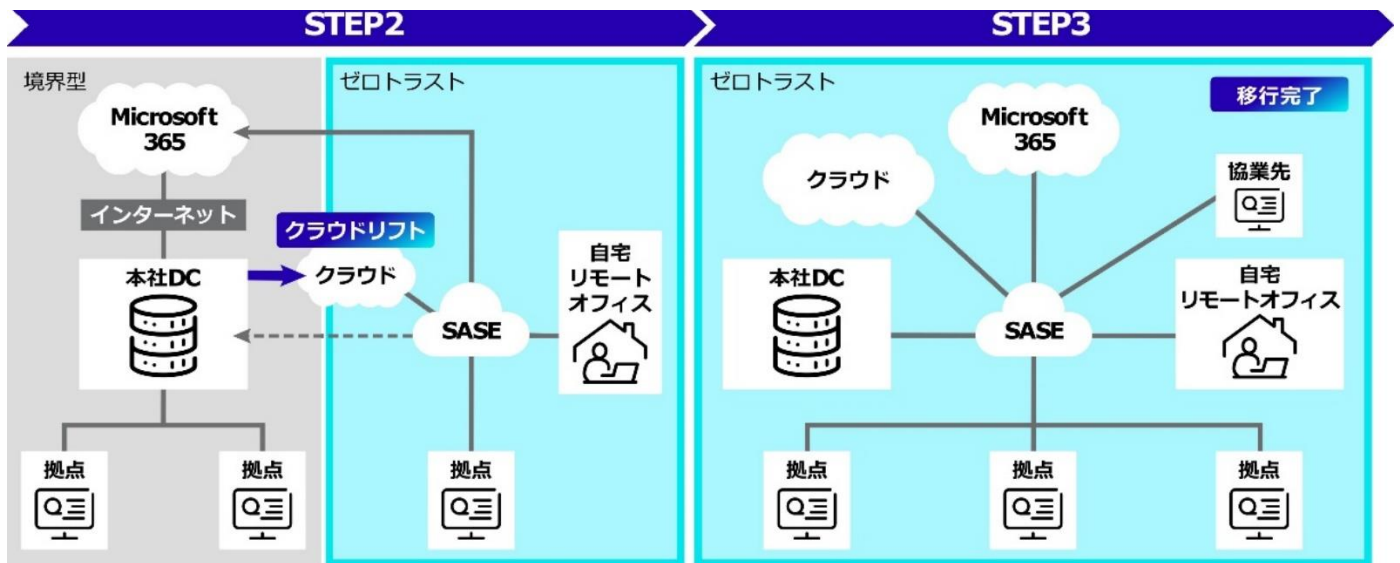 STEP2
境界型
Microsoft
365
インターネット
クラウドリフト
本社DC
クラウド
拠点
拠点
ゼロトラスト
SASE
自宅
リモート
オフィス
拠点
STEP3
ゼロトラスト
移行完了
Microsoft
365
クラウド
協業先
本社DC
SASE
自宅
リモートオフィス
拠点
拠点
拠点